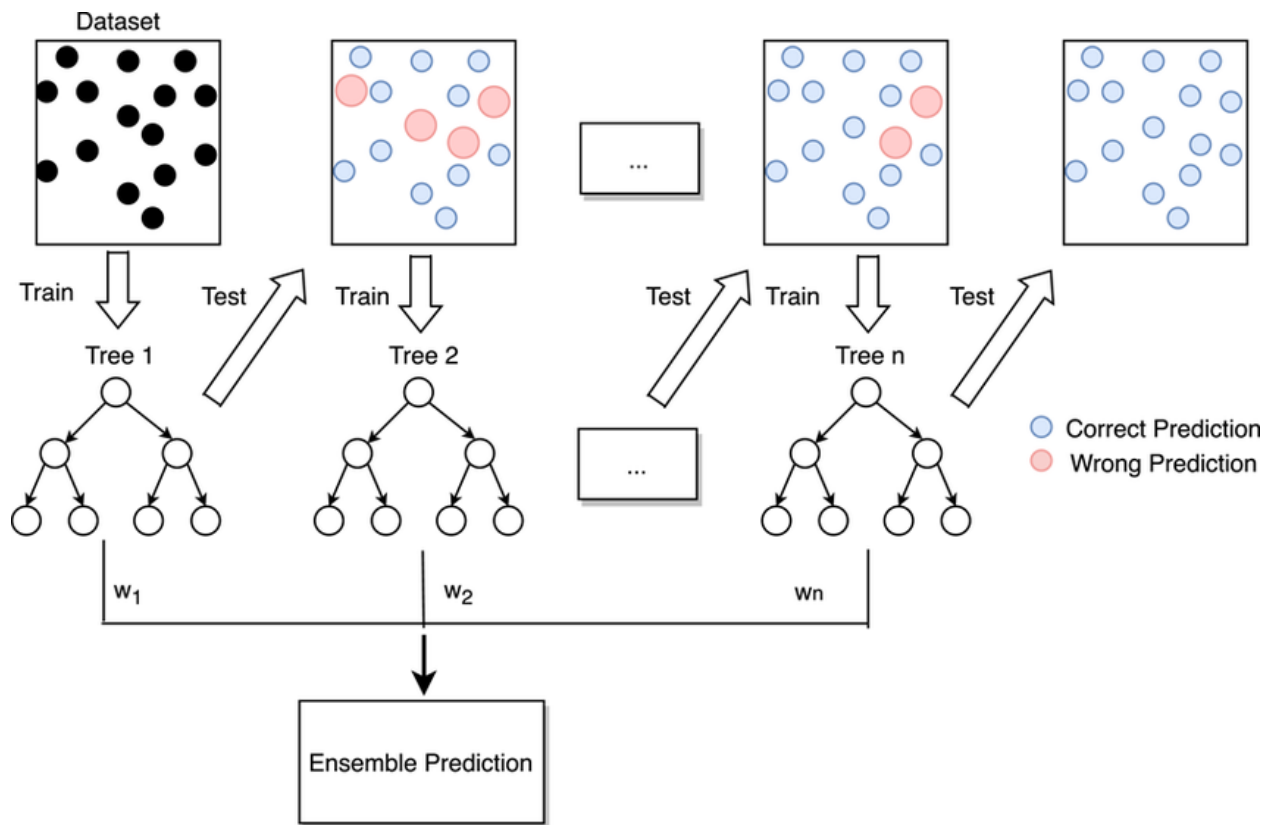 Dataset
...
Train
Test
Train
Test
Train
Test
Tree 1
Tree 2
Tree n
Correct Prediction
...
Wrong Prediction
w1
w2
wn
Ensemble Prediction